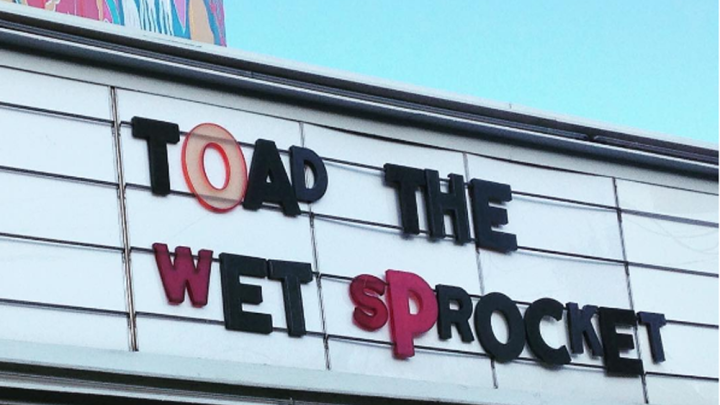 TOAD THE
WET SPROCKET